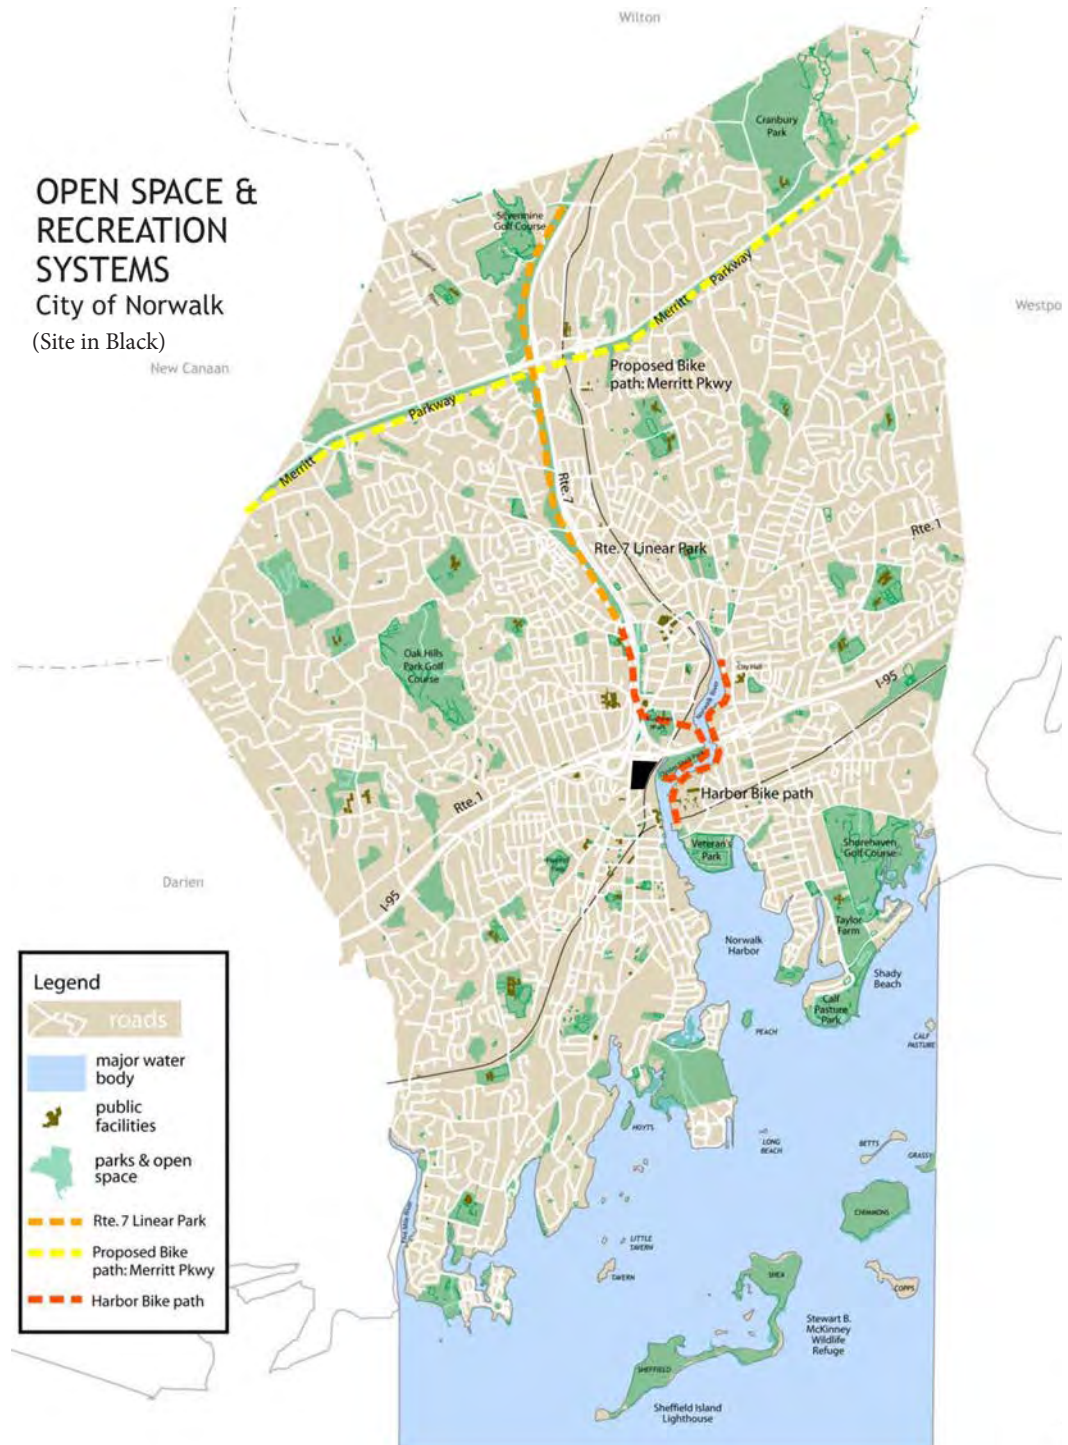 Wilton
Cranbury
Park
OPEN SPACE &
RECREATION
SYSTEMS
City of Norwalk
(Site in Black)
New Canaan
Silvermine
Golf Course
Westpo
Merritt
Parkway
Proposed Bike
path: Merritt Pkwy
Merritt
Parkway
Rte. 7
Rte. 1
Rte. 7 Linear Park
Oak Hills
Park Golf
Course
City Hall
Norwalk River
I-95
Rte. 1
Harbor Bike path
Veteran's
Park
Shorehaven
Golf Course
Darien
I-95
Taylor
Farm
Norwalk
Harbor
Shady
Beach
Calf
Pasture
Park
PEACH
CALF
PASTURE
Legend
roads
major water
body
public
facilities
parks & open
space
Rte. 7 Linear Park
Proposed Bike
path: Merritt Pkwy
Harbor Bike path
HOYTS
LONG
BEACH
BETTS
GRASSY
CHIMMONS
LITTLE
TAVERN
TAVERN
SHEA
COPPS
Stewart B.
McKinney
Wildlife
Refuge
SHEFFIELD
Sheffield Island
Lighthouse